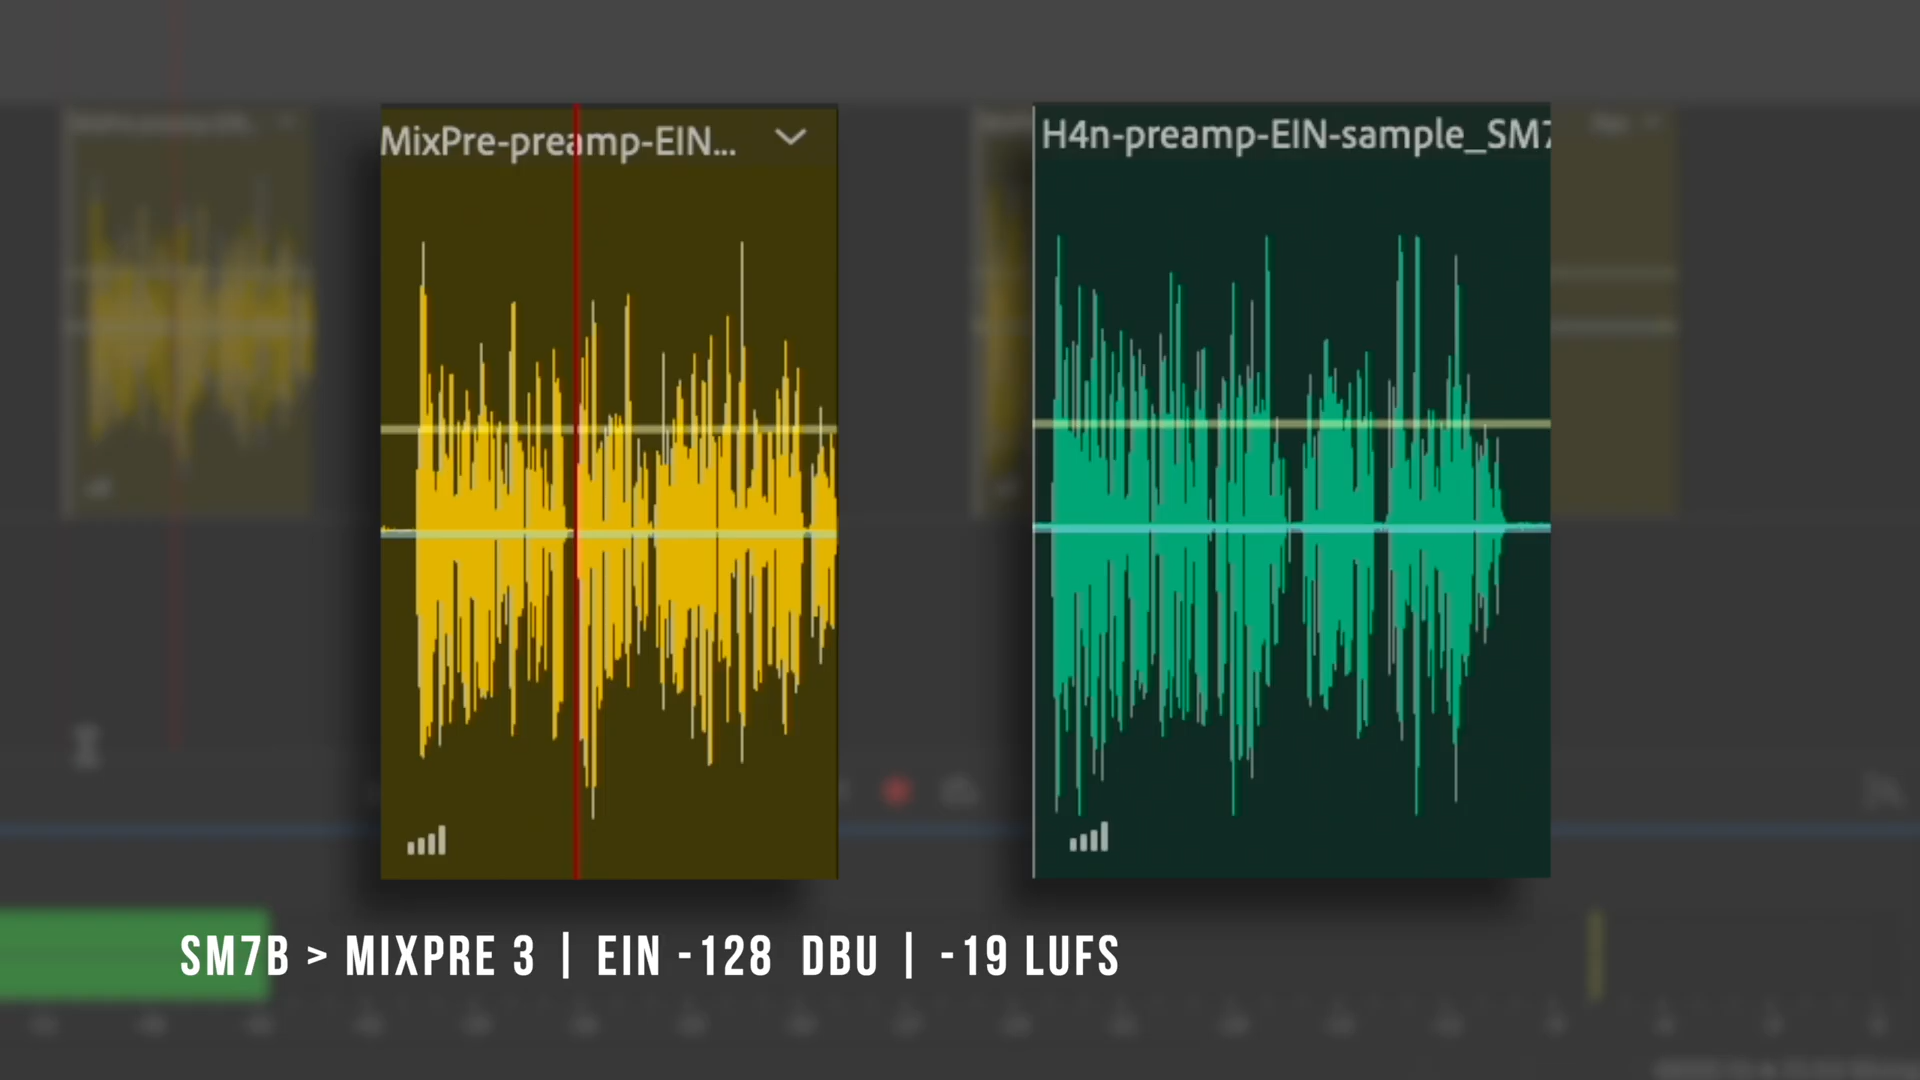 MixPre-preamp-EIN...
H4n-preamp-EIN-sample_SM7
SM7B > MIXPRE 3 | EIN -128 DBU | -19 LUFS